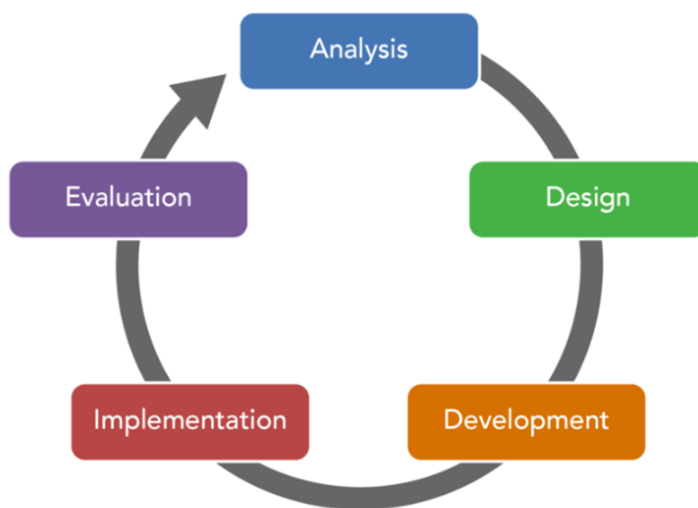 Analysis
Evaluation
Design
Implementation
Development